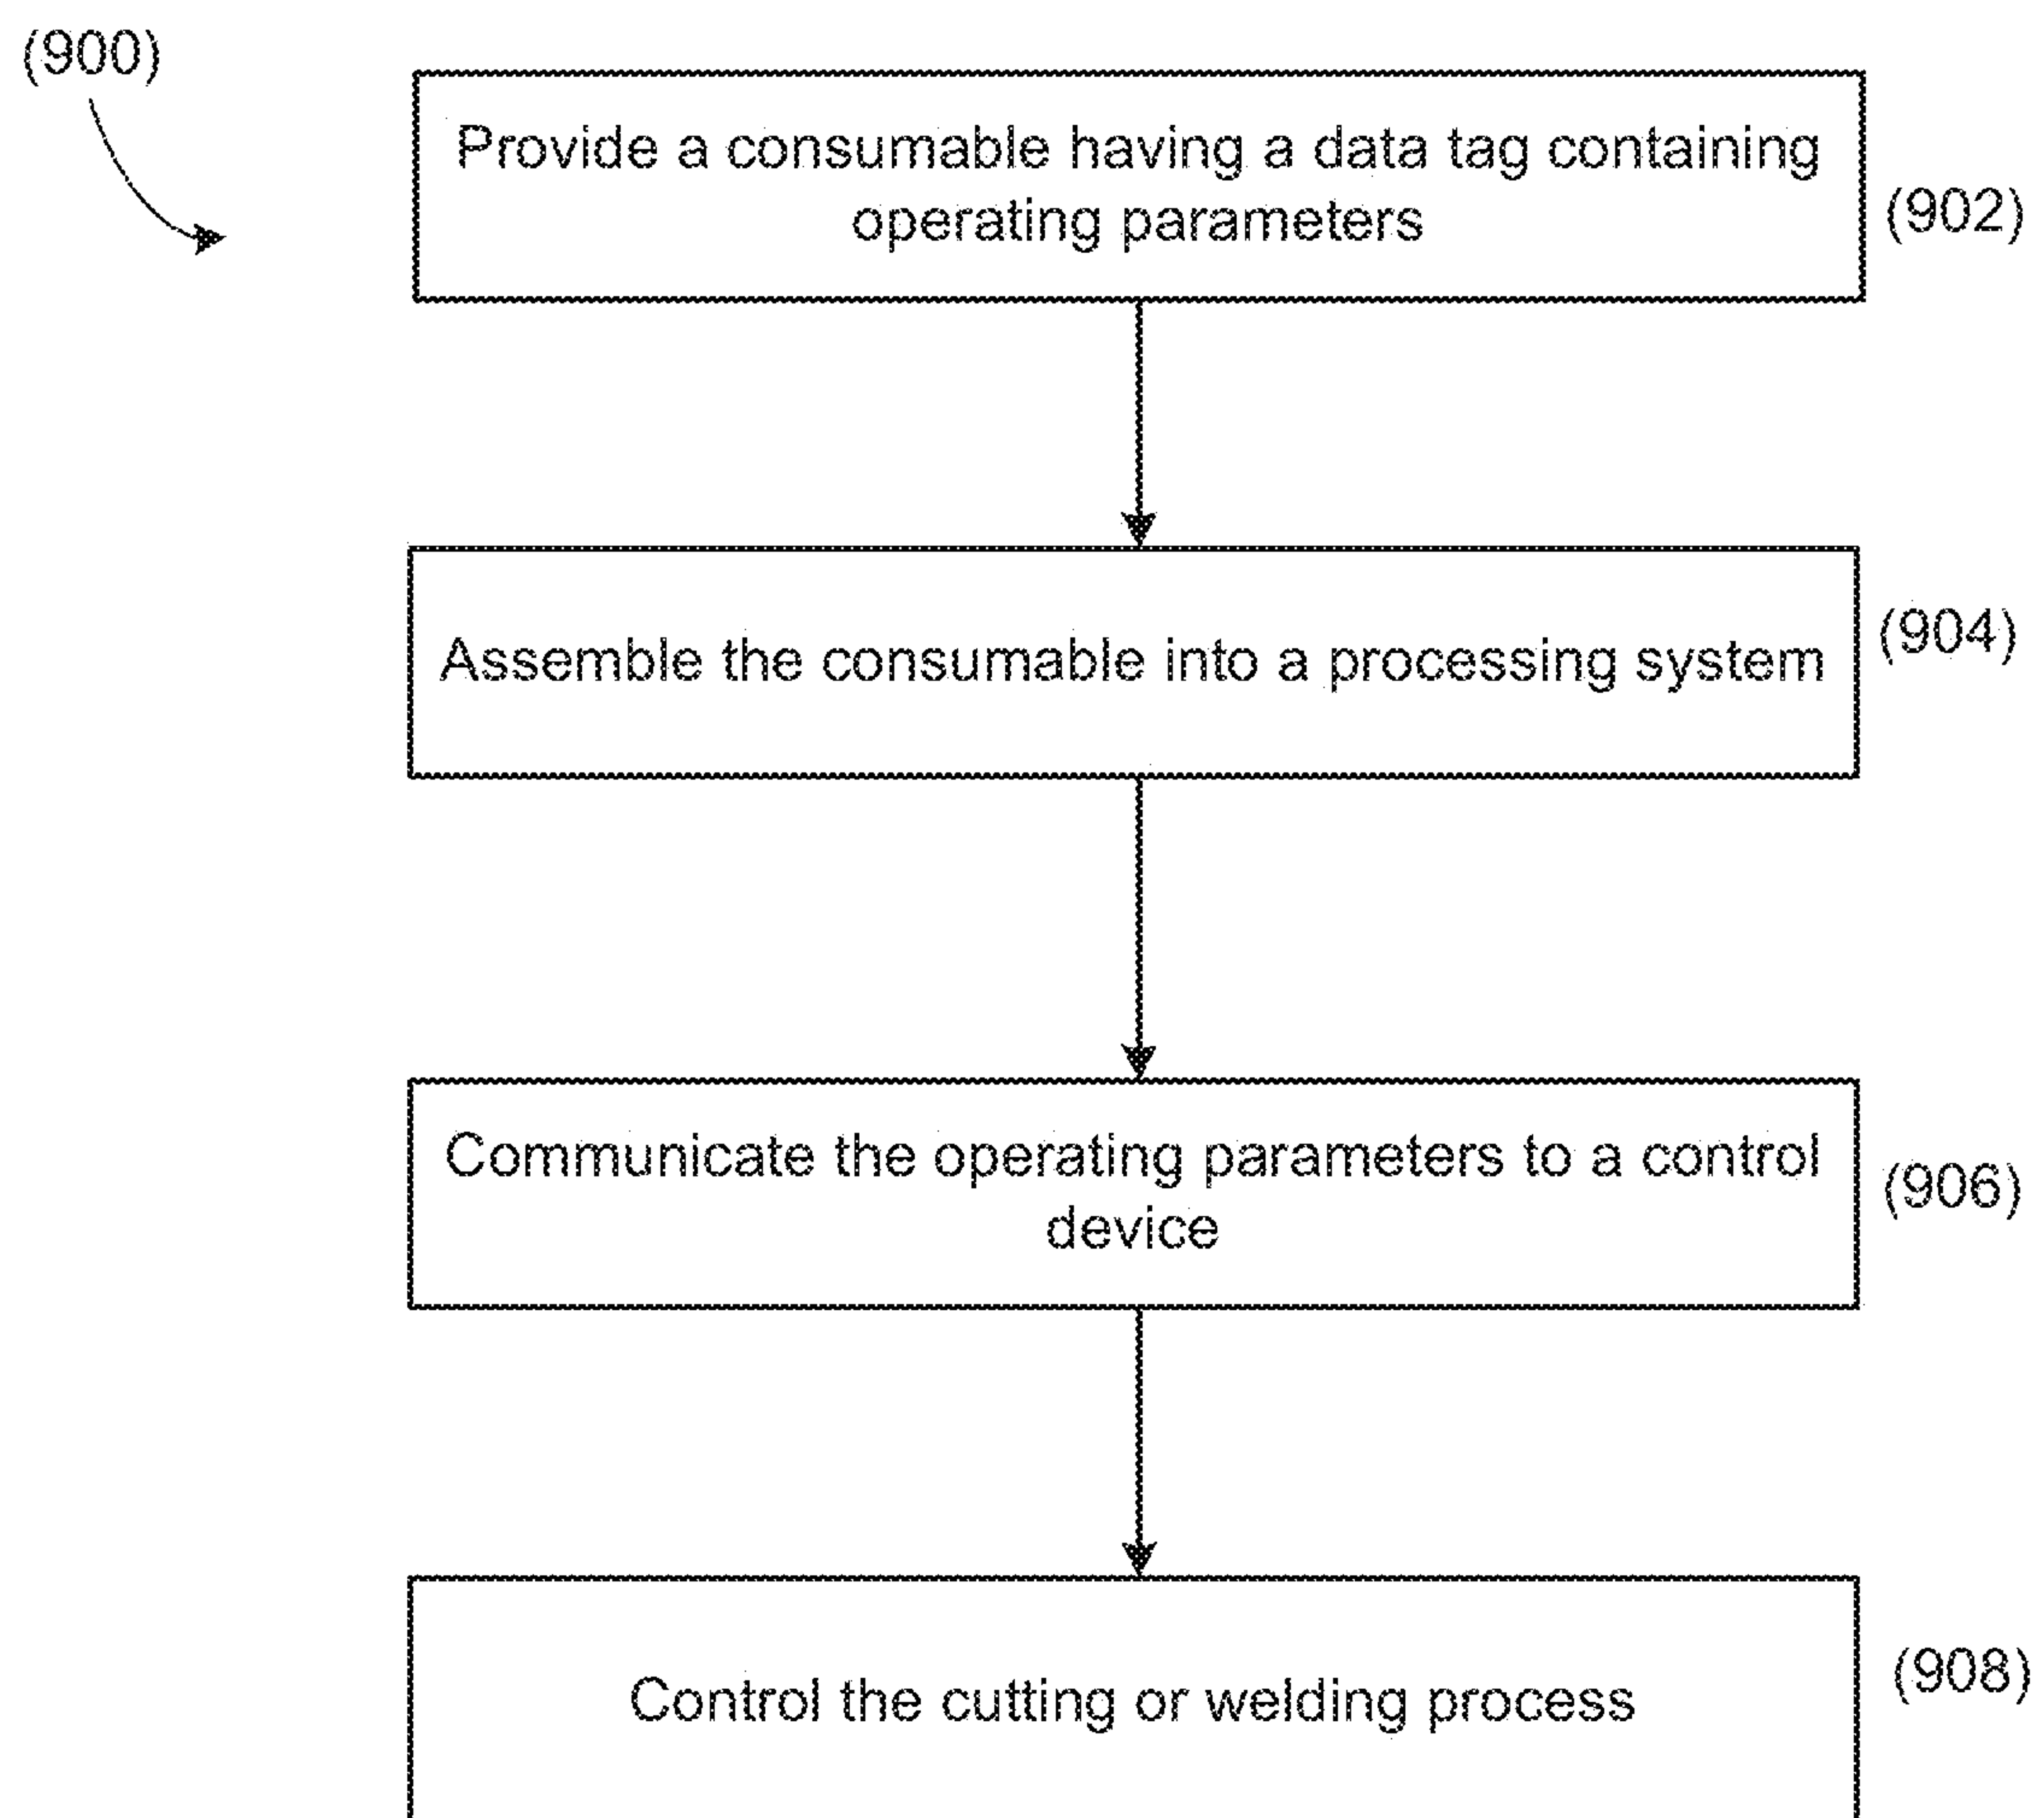 (900)
Provide a consumable having a data tag containing
operating parameters
(902)
Assemble the consumable into a processing system
(904)
Communicate the operating parameters to a control
device
(906)
Control the cutting or welding process
(908)